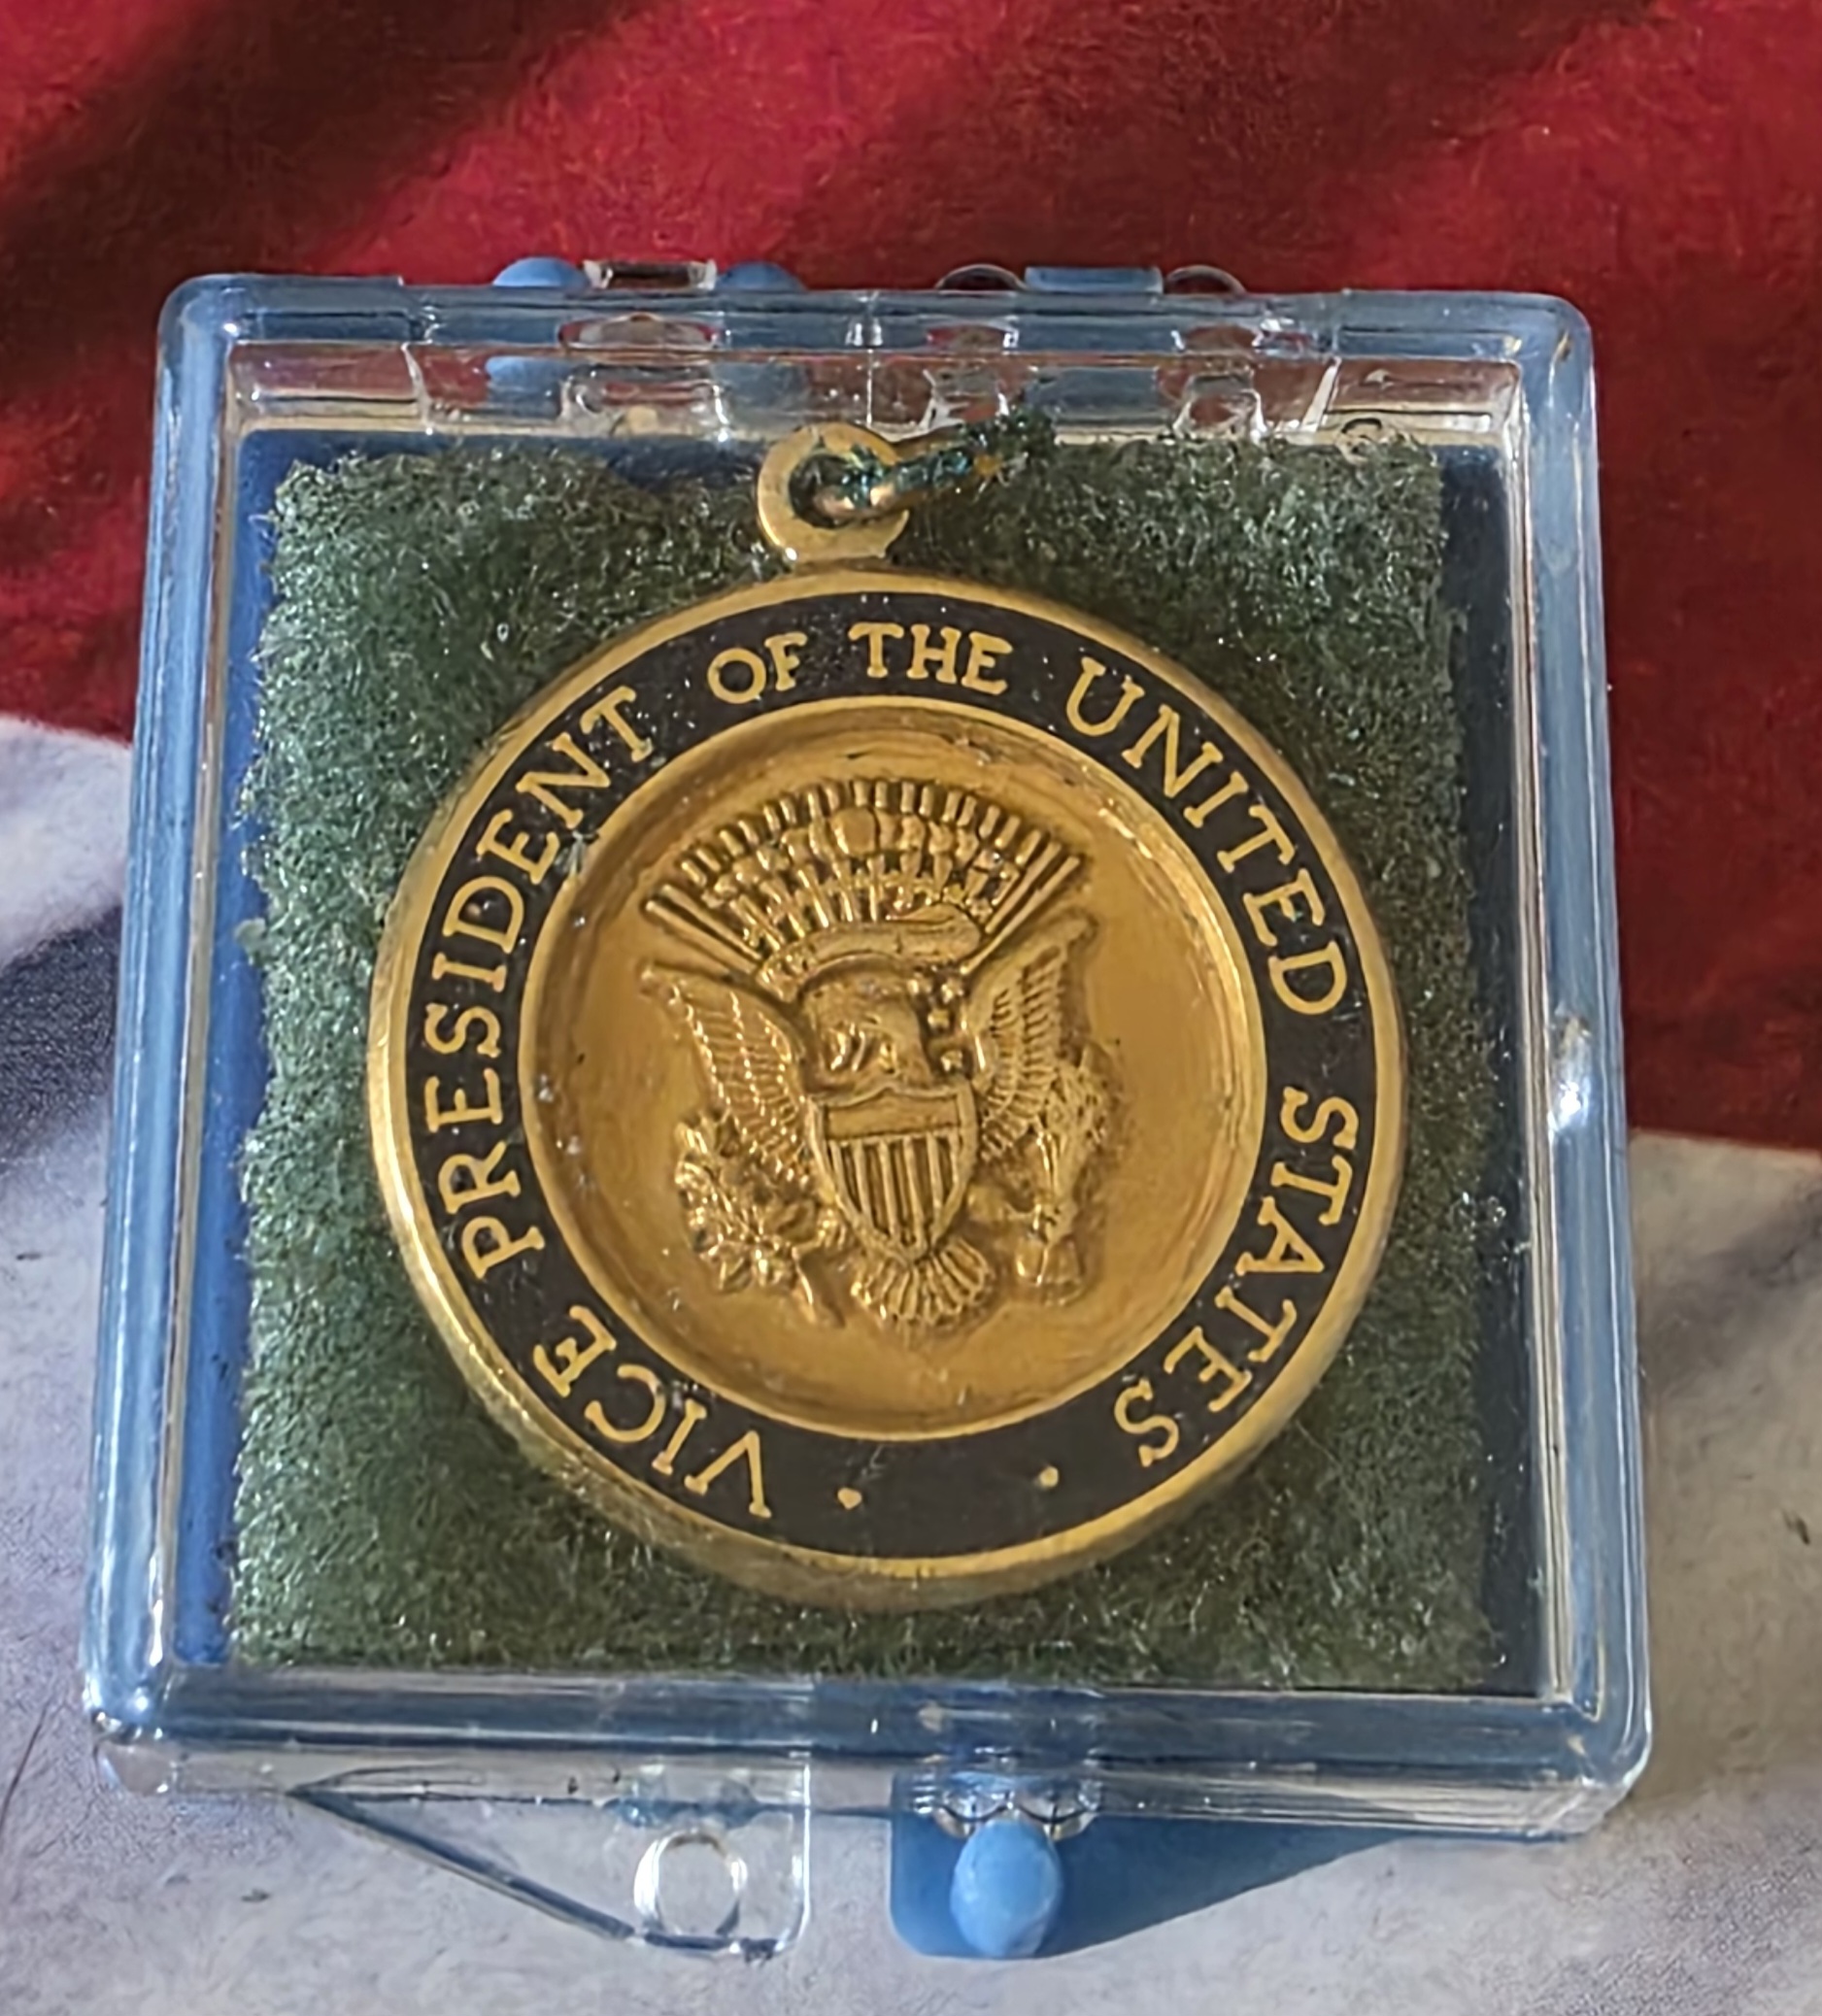 · VICE PRESIDENT OF THE UNITED STATES ·